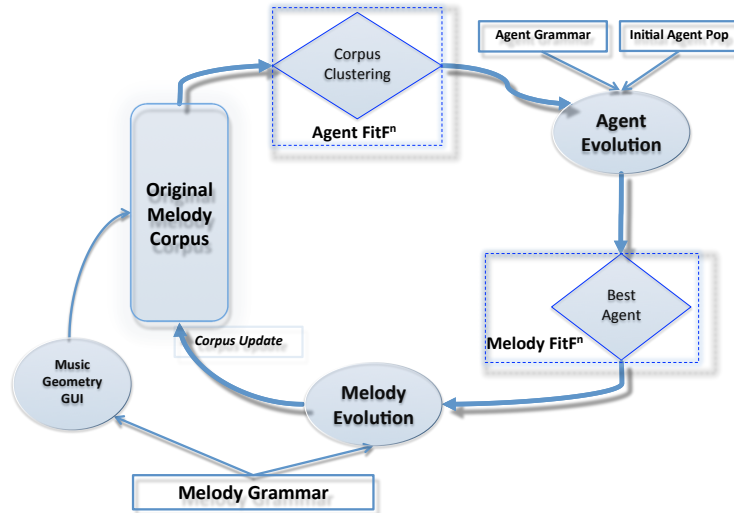 Corpus
Clustering
Agent FitFⁿ
Agent Grammar
Initial Agent Pop
Agent
Evolution
Original
Melody
Corpus
Best
Agent
Melody FitFⁿ
Corpus Update
Music
Geometry
GUI
Melody
Evolution
Melody Grammar